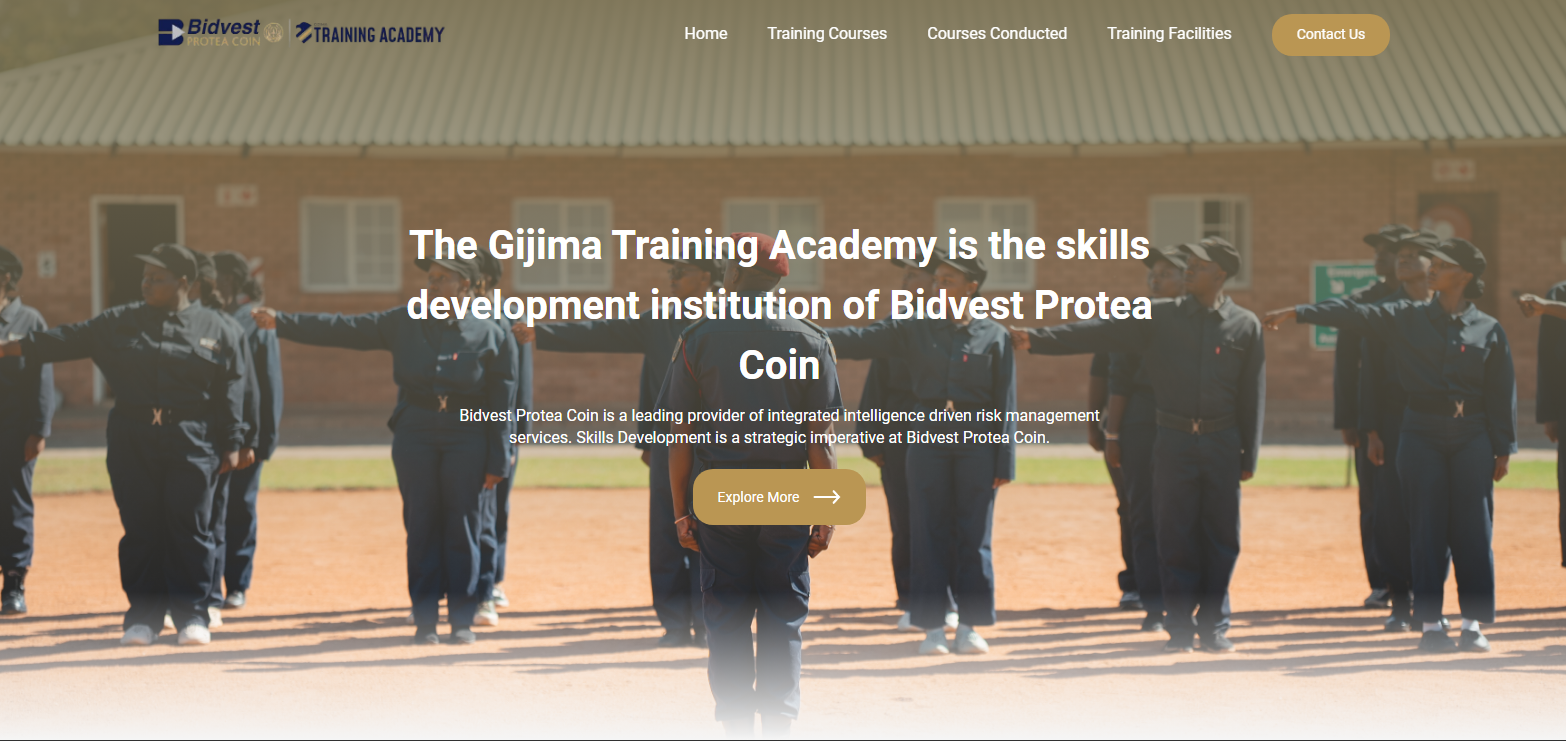 Bidvest
PROTEA COIN
TRAINING ACADEMY
Home
Training Courses
Courses Conducted
Training Facilities
Contact Us
The Gijima Training Academy is the skills
development institution of Bidvest Protea
Coin
Bidvest Protea Coin is a leading provider of integrated intelligence driven risk management
services. Skills Development is a strategic imperative at Bidvest Protea Coin.
Explore More